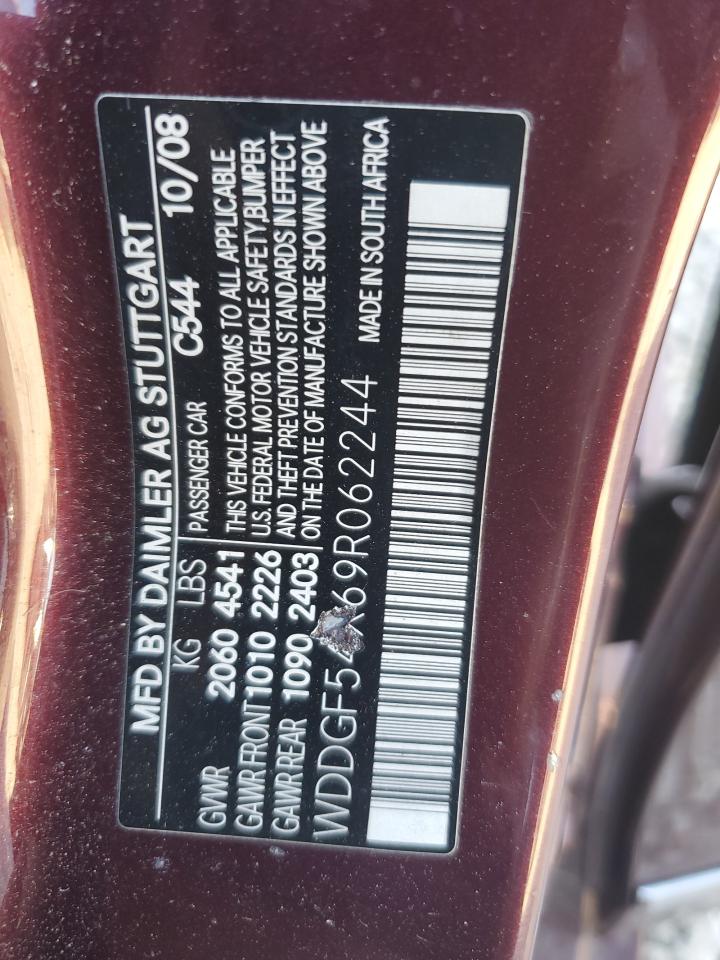 MFD BY DAIMLER AG STUTTGART
KG LBS C544 10/08
GVWR 2060 4541 PASSENGER CAR
GAWR FRONT 1010 2226
GAWR REAR 1090 2403
THIS VEHICLE CONFORMS TO ALL APPLICABLE
U.S. FEDERAL MOTOR VEHICLE SAFETY,BUMPER
AND THEFT PREVENTION STANDARDS IN EFFECT
ON THE DATE OF MANUFACTURE SHOWN ABOVE
WDDGF54X69R062244 MADE IN SOUTH AFRICA